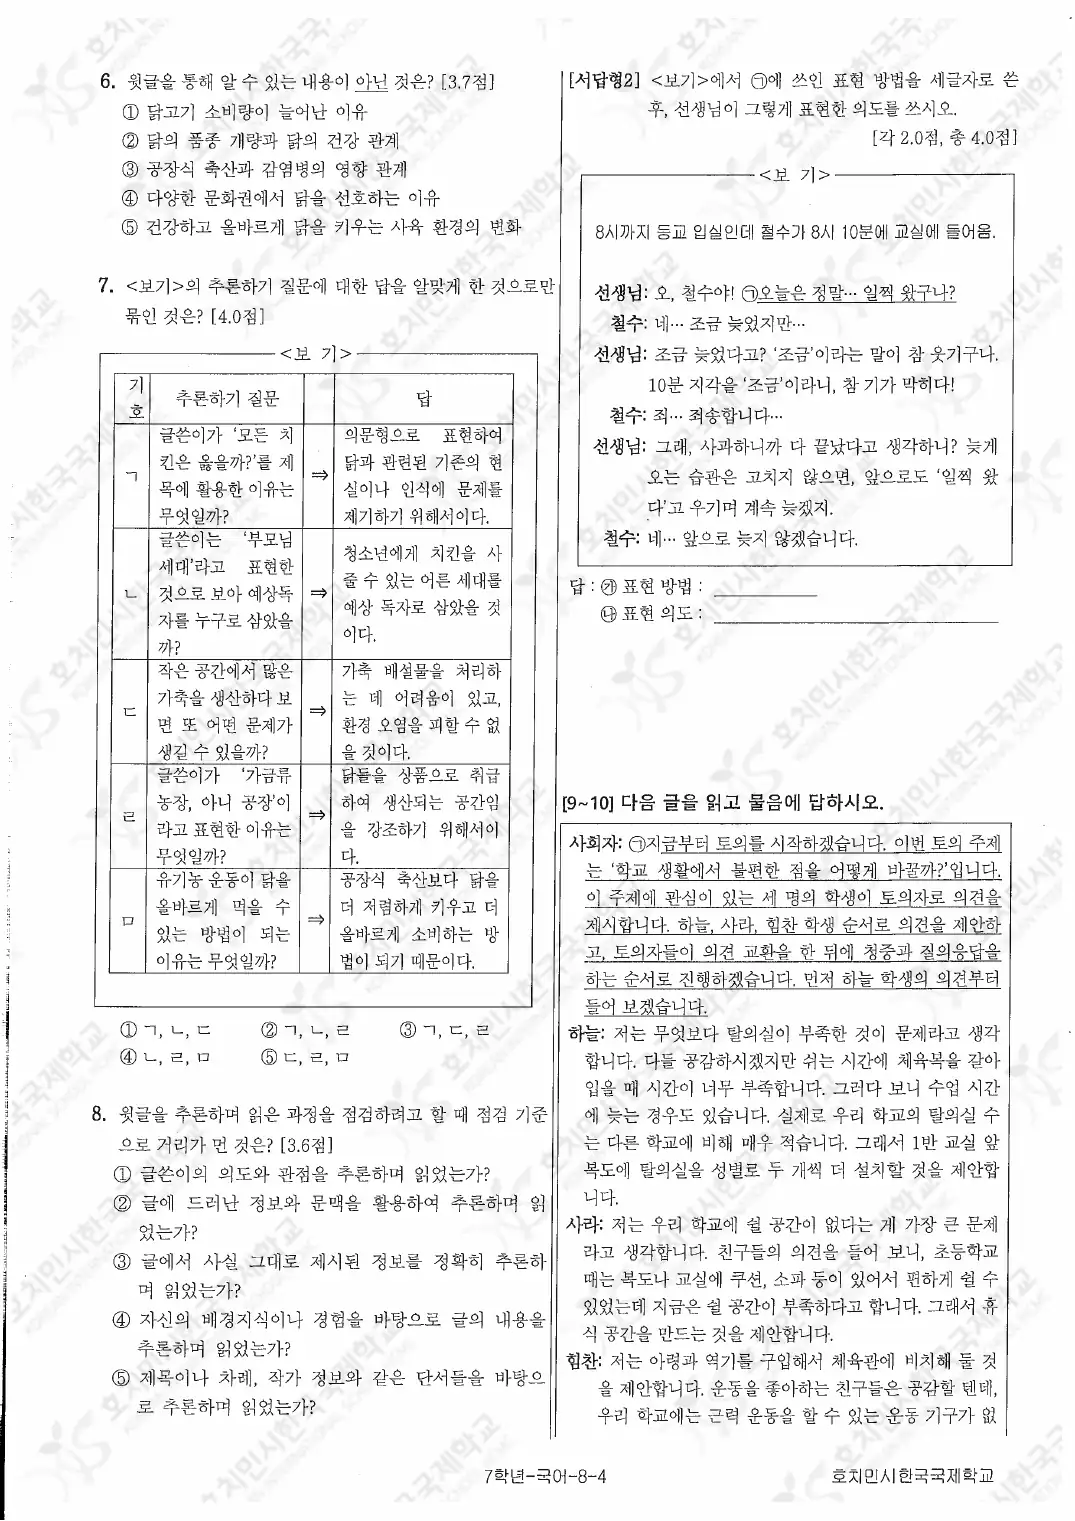 6. 윗글을 통해 알 수 있는 내용이 아닌 것은? [3.7점]
① 닭고기 소비량이 늘어난 이유
② 닭의 품종 개량과 닭의 건강 관계
③ 공장식 축산과 감염병의 영향 관계
④ 다양한 문화권에서 닭을 선호하는 이유
⑤ 건강하고 올바르게 닭을 키우는 사육 환경의 변화
7. <보기>의 추론하기 질문에 대한 답을 알맞게 한 것으로만
묶인 것은? [4.0점]
<보 기>
기호 추론하기 질문 답
ㄱ
글쓴이가 '모든 치
킨은 옳을까?'를 제
목에 활용한 이유는
무엇일까?
⇒
의문형으로 표현하여
닭과 관련된 기존의 현
실이나 인식에 문제를
제기하기 위해서이다.
ㄴ
글쓴이는 '부모님
세대'라고 표현한
것으로 보아 예상독
자를 누구로 삼았을
까?
⇒
청소년에게 치킨을 사
줄 수 있는 어른 세대를
예상 독자로 삼았을 것
이다.
ㄷ
작은 공간에서 많은
가축을 생산하다 보
면 또 어떤 문제가
생길 수 있을까?
⇒
가축 배설물을 처리하
는 데 어려움이 있고,
환경 오염을 피할 수 없
을 것이다.
ㄹ
글쓴이가 '가금류
농장, 아니 공장'이
라고 표현한 이유는
무엇일까?
⇒
닭들을 상품으로 취급
하여 생산되는 공간임
을 강조하기 위해서이
다.
ㅁ
유기농 운동이 닭을
올바르게 먹을 수
있는 방법이 되는
이유는 무엇일까?
⇒
공장식 축산보다 닭을
더 저렴하게 키우고 더
올바르게 소비하는 방
법이 되기 때문이다.
① ㄱ, ㄴ, ㄷ ② ㄱ, ㄴ, ㄹ ③ ㄱ, ㄷ, ㄹ
④ ㄴ, ㄹ, ㅁ ⑤ ㄷ, ㄹ, ㅁ
8. 윗글을 추론하며 읽은 과정을 점검하려고 할 때 점검 기준
으로 거리가 먼 것은? [3.6점]
① 글쓴이의 의도와 관점을 추론하며 읽었는가?
② 글에 드러난 정보와 문맥을 활용하여 추론하며 읽
었는가?
③ 글에서 사실 그대로 제시된 정보를 정확히 추론하
며 읽었는가?
④ 자신의 배경지식이나 경험을 바탕으로 글의 내용을
추론하며 읽었는가?
⑤ 제목이나 차례, 작가 정보와 같은 단서들을 바탕으
로 추론하며 읽었는가?
[서답형2] <보기>에서 ㉠에 쓰인 표현 방법을 세글자로 쓴
후, 선생님이 그렇게 표현한 의도를 쓰시오.
[각 2.0점, 총 4.0점]
<보 기>
8시까지 등교 입실인데 철수가 8시 10분에 교실에 들어옴.
선생님: 오, 철수야! ㉠오늘은 정말… 일찍 왔구나?
철수: 네… 조금 늦었지만…
선생님: 조금 늦었다고? '조금'이라는 말이 참 웃기구나.
10분 지각을 '조금'이라니, 참 기가 막히다!
철수: 죄… 죄송합니다…
선생님: 그래, 사과하니까 다 끝났다고 생각하니? 늦게
오는 습관은 고치지 않으면, 앞으로도 '일찍 왔
다'고 우기며 계속 늦겠지.
철수: 네… 앞으로 늦지 않겠습니다.
답 : ㉮ 표현 방법 :
㉯ 표현 의도 :
[9~10] 다음 글을 읽고 물음에 답하시오.
사회자: ㉠지금부터 토의를 시작하겠습니다. 이번 토의 주제
는 '학교 생활에서 불편한 점을 어떻게 바꿀까?'입니다.
이 주제에 관심이 있는 세 명의 학생이 토의자로 의견을
제시합니다. 하늘, 사라, 힘찬 학생 순서로 의견을 제안하
고, 토의자들이 의견 교환을 한 뒤에 청중과 질의응답을
하는 순서로 진행하겠습니다. 먼저 하늘 학생의 의견부터
들어 보겠습니다.
하늘: 저는 무엇보다 탈의실이 부족한 것이 문제라고 생각
합니다. 다들 공감하시겠지만 쉬는 시간에 체육복을 갈아
입을 때 시간이 너무 부족합니다. 그러다 보니 수업 시간
에 늦는 경우도 있습니다. 실제로 우리 학교의 탈의실 수
는 다른 학교에 비해 매우 적습니다. 그래서 1반 교실 앞
복도에 탈의실을 성별로 두 개씩 더 설치할 것을 제안합
니다.
사라: 저는 우리 학교에 쉴 공간이 없다는 게 가장 큰 문제
라고 생각합니다. 친구들의 의견을 들어 보니, 초등학교
때는 복도나 교실에 쿠션, 소파 등이 있어서 편하게 쉴 수
있었는데 지금은 쉴 공간이 부족하다고 합니다. 그래서 휴
식 공간을 만드는 것을 제안합니다.
힘찬: 저는 아령과 역기를 구입해서 체육관에 비치해 둘 것
을 제안합니다. 운동을 좋아하는 친구들은 공감할 텐데,
우리 학교에는 근력 운동을 할 수 있는 운동 기구가 없
7학년-국어-8-4
호치민시한국국제학교